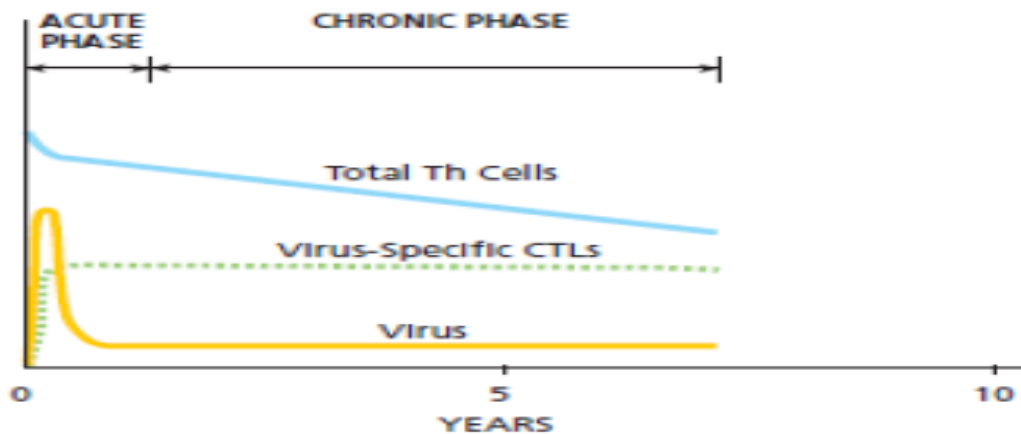 ACUTE
PHASE
CHRONIC PHASE
Total Th Cells
Virus-Specific CTLs
Virus
0
5
10
YEARS